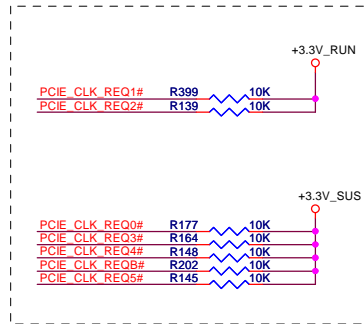 +3.3V_RUN
PCIE_CLK_REQ1# R399 10K
PCIE_CLK_REQ2# R139 10K
+3.3V_SUS
PCIE_CLK_REQ0# R177 10K
PCIE_CLK_REQ3# R164 10K
PCIE_CLK_REQ4# R148 10K
PCIE_CLK_REQB# R202 10K
PCIE_CLK_REQ5# R145 10K